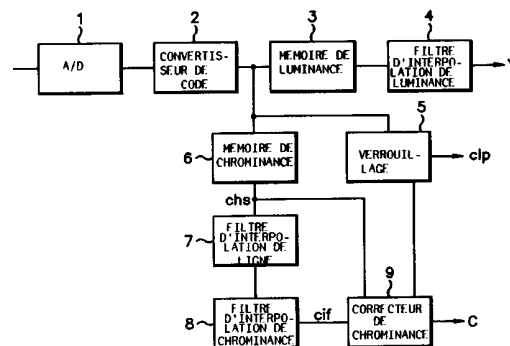 1
A/D
2
CONVERTIS-
SEUR DE
CODE
3
MEMOIRE DE
LUMINANCE
4
FILTRE
D'INTERPO-
LATION DE
LUMINANCE
Y
5
VERROUIL-
LAGE
clp
6
MEMOIRE DE
CHROMINANCE
chs
7
FILTRE
D'INTERPO-
LATION DE
LIGNE
8
FILTRE
D'INTERPO-
LATION DE
CHROMINANCE
cif
9
CORRECTEUR
DE
CHROMINANCE
C